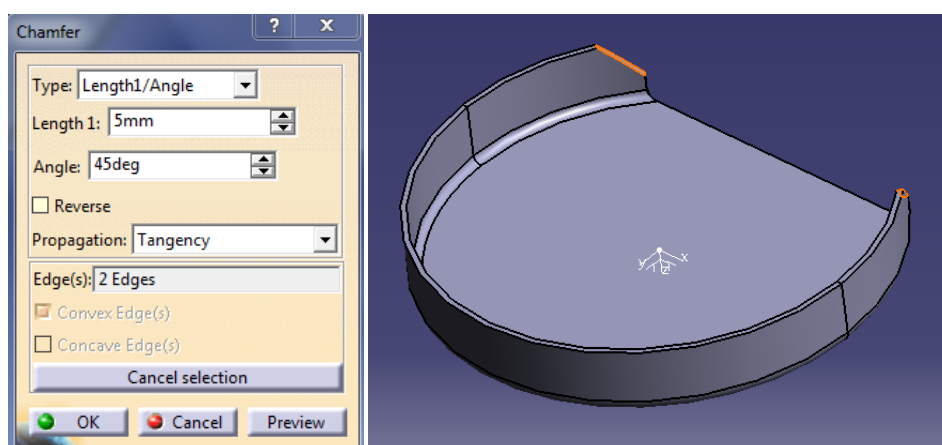 Chamfer ? X
Type: Length1/Angle
Length 1: 5mm
Angle: 45deg
Reverse
Propagation: Tangency
Edge(s): 2 Edges
Convex Edge(s)
Concave Edge(s)
Cancel selection
OK Cancel Preview
y z x